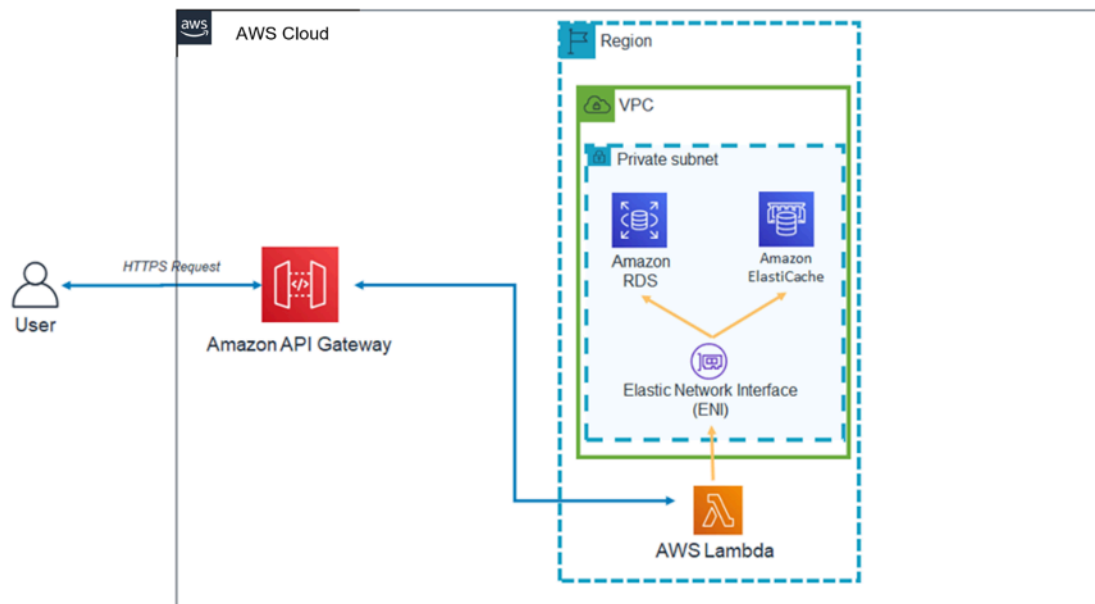 aws
AWS Cloud
Region
VPC
Private subnet
Amazon
RDS
Amazon
ElastiCache
HTTPS Request
</>
User
Amazon API Gateway
Elastic Network Interface
(ENI)
AWS Lambda